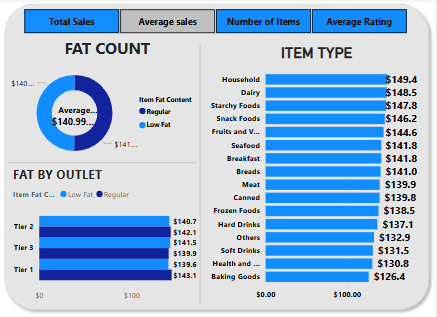 Total Sales
Average sales
Number of Items
Average Rating
FAT COUNT
$140....
Average...
$140.99...
$141...
Item Fat Content
Regular
Low Fat
FAT BY OUTLET
Item Fat C...
Low Fat
Regular
Tier 2
$140.7
$142.1
Tier 3
$141.5
$139.9
Tier 1
$139.6
$143.1
$0
$100
ITEM TYPE
Household $149.4
Dairy $148.5
Starchy Foods $147.8
Snack Foods $146.2
Fruits and V... $144.6
Seafood $141.8
Breakfast $141.8
Breads $141.0
Meat $139.9
Canned $139.8
Frozen Foods $138.5
Hard Drinks $137.1
Others $132.9
Soft Drinks $131.5
Health and ... $130.8
Baking Goods $126.4
$0.00
$100.00